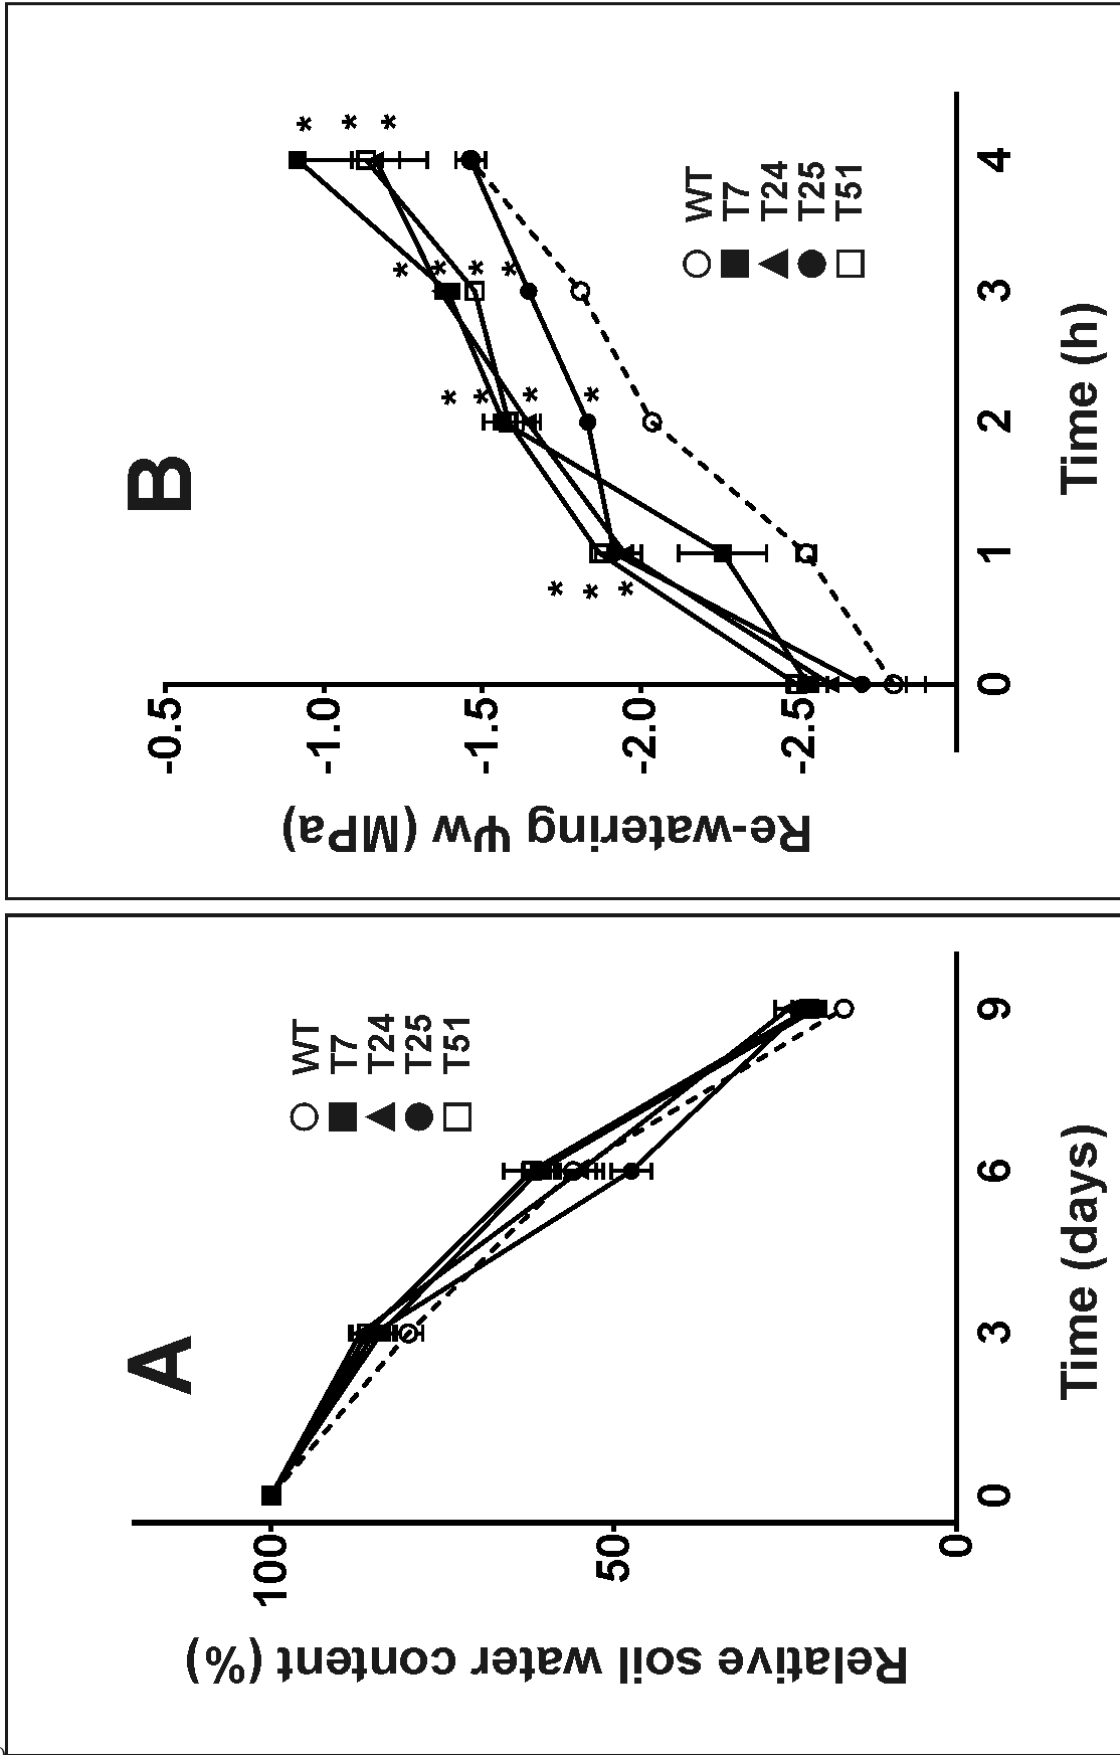 A
Relative soil water content (%)
100
50
0
0 3 6 9
Time (days)
WT
T7
T24
T25
T51
B
Re-watering Ψw (MPa)
-0.5
-1.0
-1.5
-2.0
-2.5
0 1 2 3 4
Time (h)
WT
T7
T24
T25
T51
* * *
* * * *
* * * *
* * *